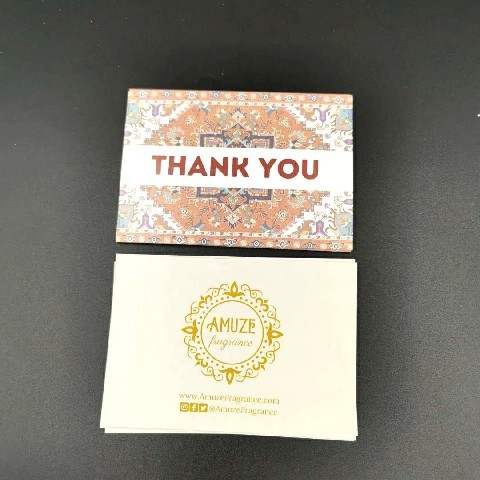 THANK YOU
AMUZE
fragrance
www.AmuzeFragrance.com
@AmuzeFragrance